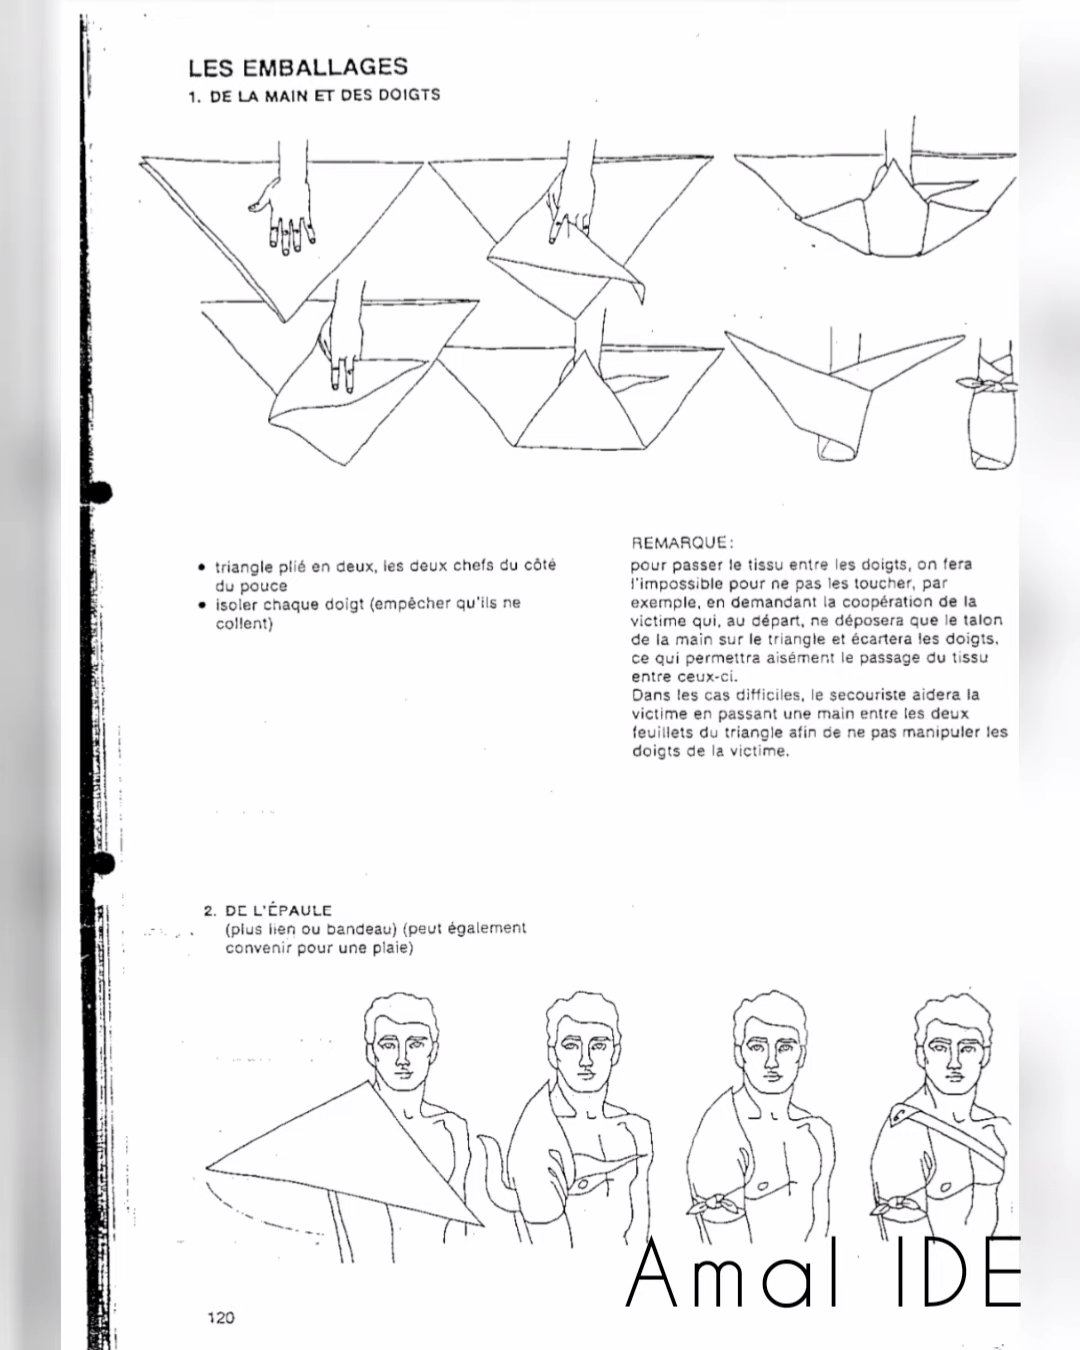 LES EMBALLAGES
1. DE LA MAIN ET DES DOIGTS
• triangle plié en deux, les deux chefs du côté
du pouce
• isoler chaque doigt (empêcher qu'ils ne
collent)
REMARQUE:
pour passer le tissu entre les doigts, on fera
l'impossible pour ne pas les toucher, par
exemple, en demandant la coopération de la
victime qui, au départ, ne déposera que le talon
de la main sur le triangle et écartera les doigts,
ce qui permettra aisément le passage du tissu
entre ceux-ci.
Dans les cas difficiles, le secouriste aidera la
victime en passant une main entre les deux
feuillets du triangle afin de ne pas manipuler les
doigts de la victime.
2. DE L'ÉPAULE
(plus lien ou bandeau) (peut également
convenir pour une plaie)
Amal IDE
120